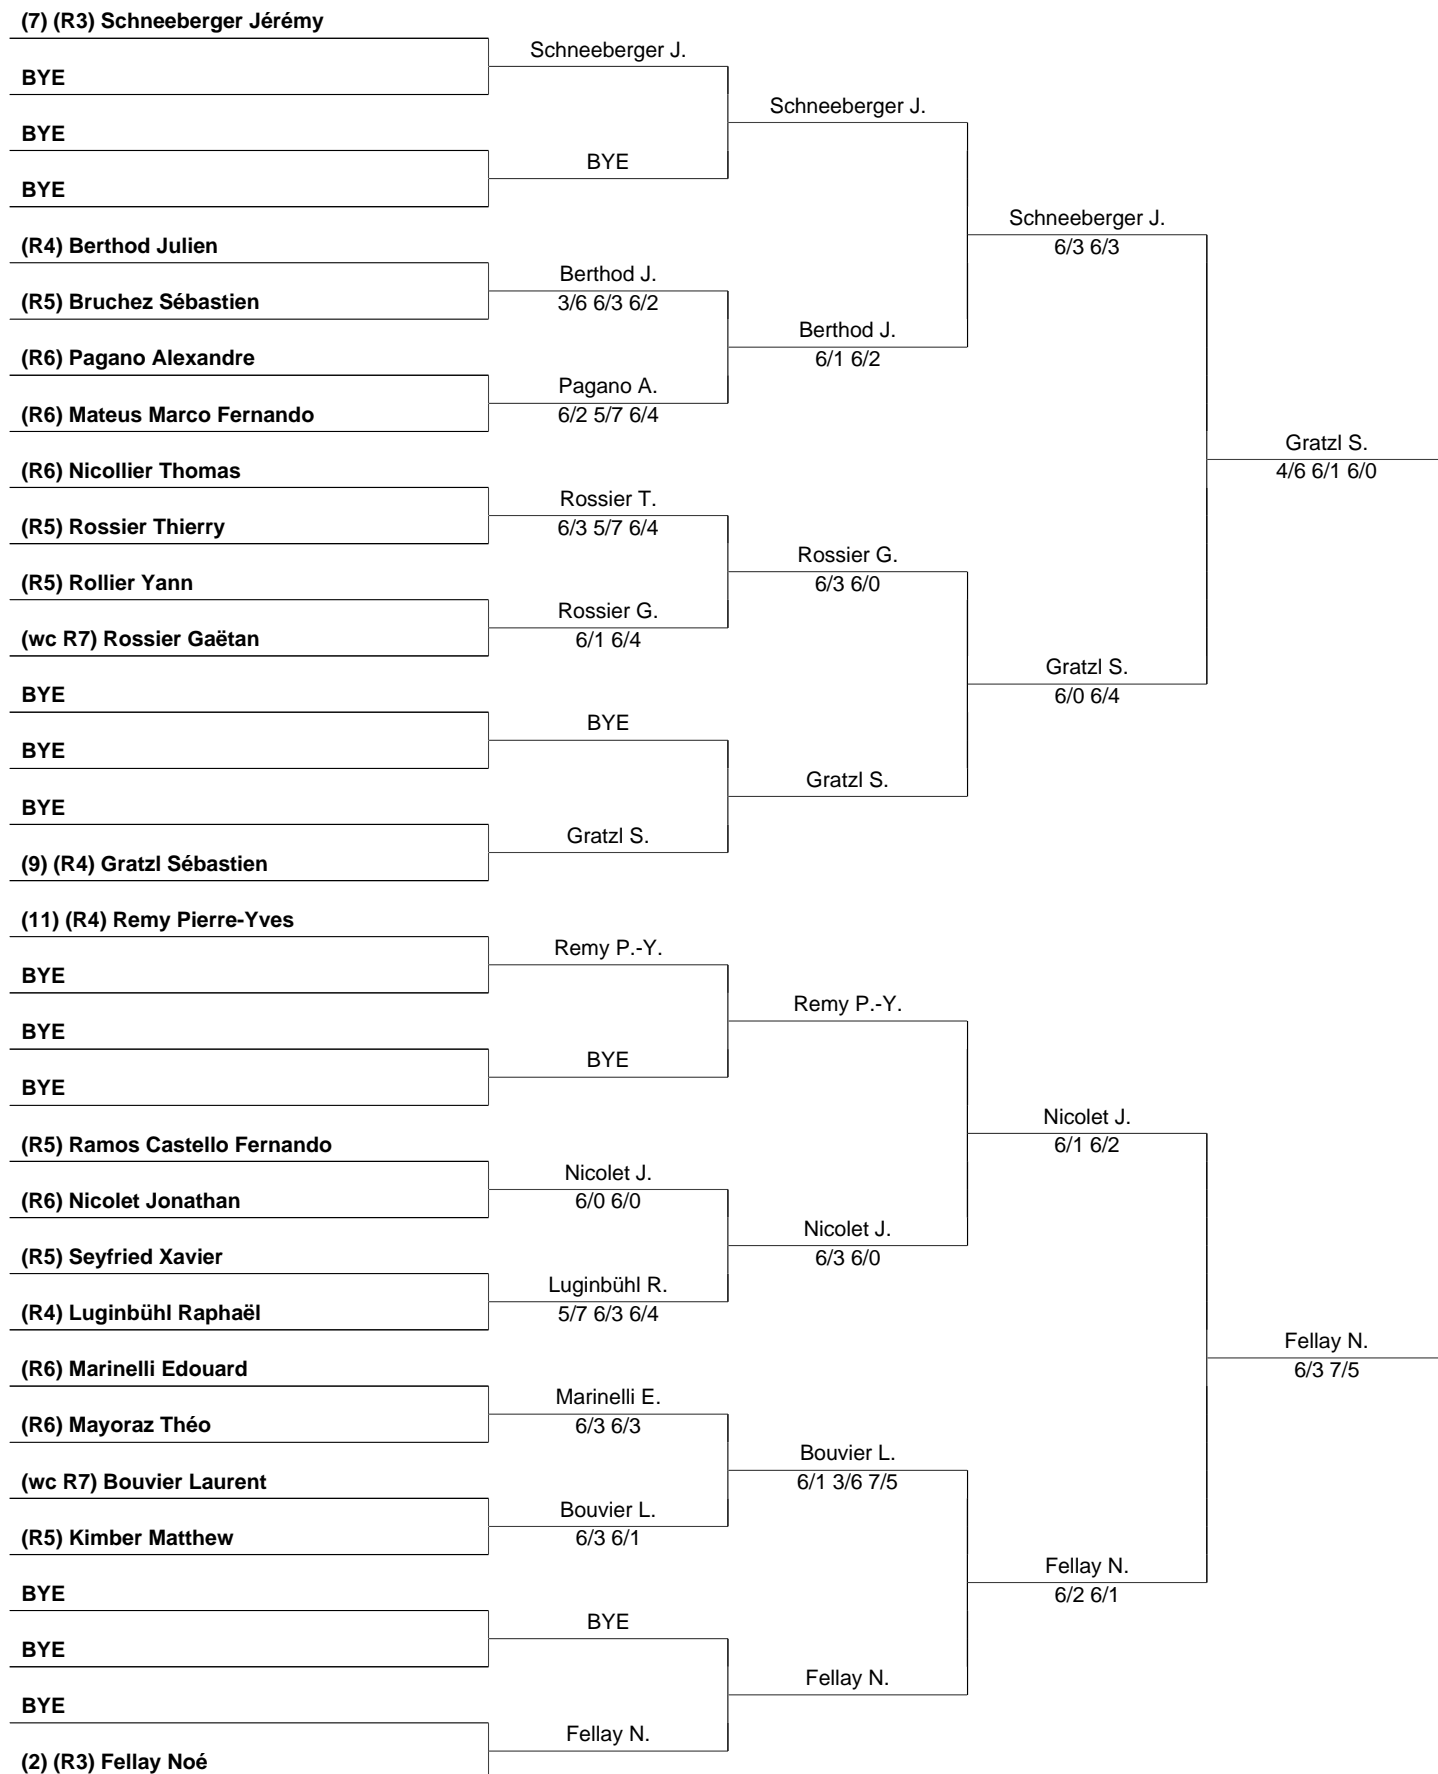 (7) (R3) Schneeberger Jérémy
BYE
BYE
BYE
(R4) Berthod Julien
(R5) Bruchez Sébastien
(R6) Pagano Alexandre
(R6) Mateus Marco Fernando
(R6) Nicollier Thomas
(R5) Rossier Thierry
(R5) Rollier Yann
(wc R7) Rossier Gaëtan
BYE
BYE
BYE
(9) (R4) Gratzl Sébastien
(11) (R4) Remy Pierre-Yves
BYE
BYE
BYE
(R5) Ramos Castello Fernando
(R6) Nicolet Jonathan
(R5) Seyfried Xavier
(R4) Luginbühl Raphaël
(R6) Marinelli Edouard
(R6) Mayoraz Théo
(wc R7) Bouvier Laurent
(R5) Kimber Matthew
BYE
BYE
BYE
(2) (R3) Fellay Noé
Schneeberger J.
BYE
Berthod J.
3/6 6/3 6/2
Pagano A.
6/2 5/7 6/4
Rossier T.
6/3 5/7 6/4
Rossier G.
6/1 6/4
BYE
Gratzl S.
Remy P.-Y.
BYE
Nicolet J.
6/0 6/0
Luginbühl R.
5/7 6/3 6/4
Marinelli E.
6/3 6/3
Bouvier L.
6/3 6/1
BYE
Fellay N.
Schneeberger J.
Berthod J.
6/1 6/2
Rossier G.
6/3 6/0
Gratzl S.
Remy P.-Y.
Nicolet J.
6/3 6/0
Bouvier L.
6/1 3/6 7/5
Fellay N.
Schneeberger J.
6/3 6/3
Gratzl S.
6/0 6/4
Nicolet J.
6/1 6/2
Fellay N.
6/2 6/1
Gratzl S.
4/6 6/1 6/0
Fellay N.
6/3 7/5